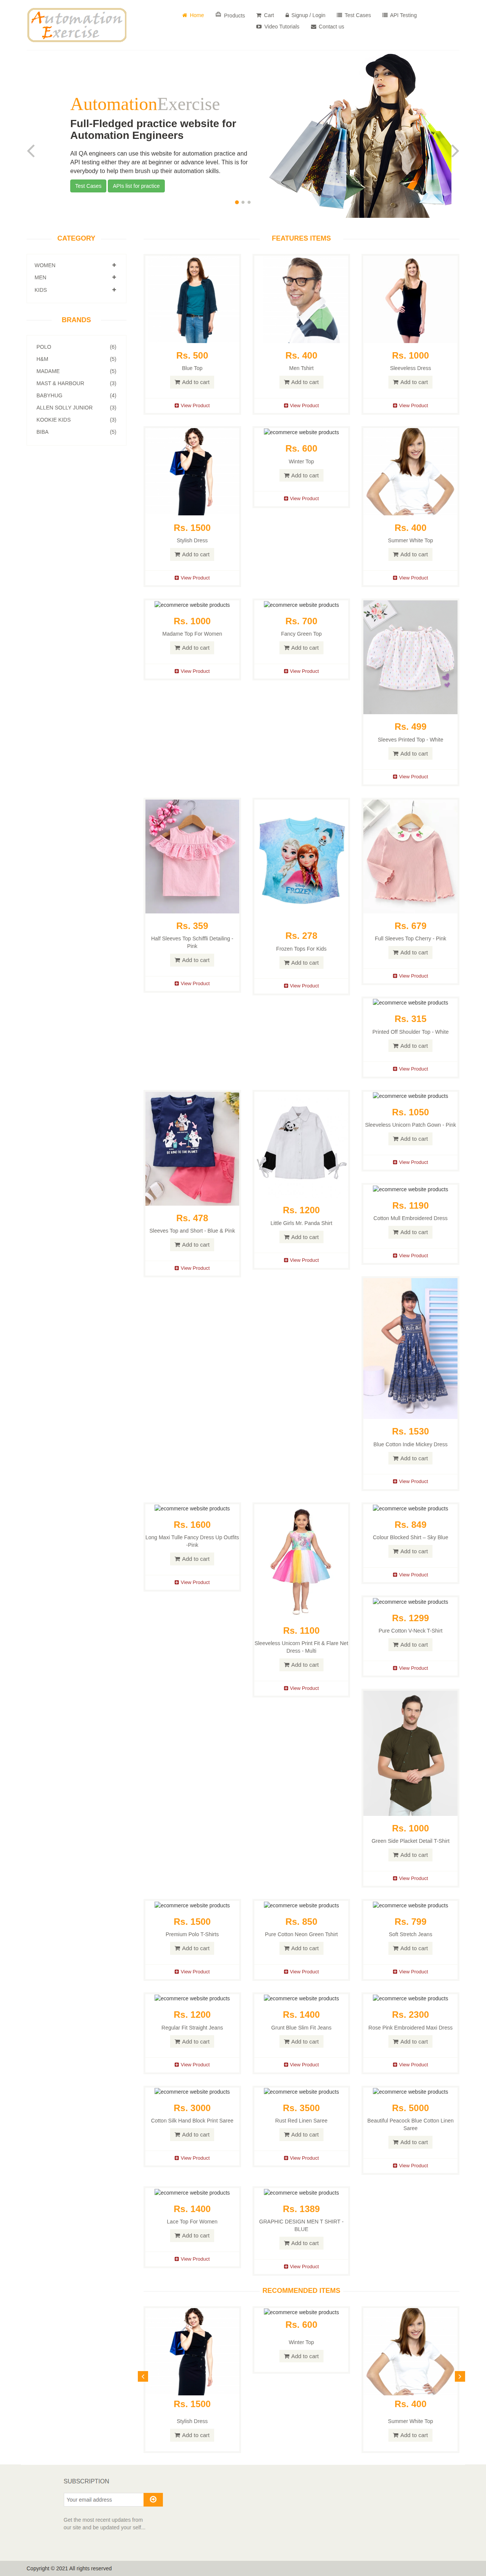 Automation
Exercise
Home
Products
Cart
Signup / Login
Test Cases
API Testing
Video Tutorials
Contact us
AutomationExercise
Full-Fledged practice website for
Automation Engineers
All QA engineers can use this website for automation practice and
API testing either they are at beginner or advance level. This is for
everybody to help them brush up their automation skills.
Test Cases
APIs list for practice
CATEGORY
WOMEN
MEN
KIDS
BRANDS
POLO (6)
H&M (5)
MADAME (5)
MAST & HARBOUR (3)
BABYHUG (4)
ALLEN SOLLY JUNIOR (3)
KOOKIE KIDS (3)
BIBA (5)
FEATURES ITEMS
Rs. 500
Blue Top
Add to cart
View Product
Rs. 400
Men Tshirt
Add to cart
View Product
Rs. 1000
Sleeveless Dress
Add to cart
View Product
Rs. 1500
Stylish Dress
Add to cart
View Product
ecommerce website products
Rs. 600
Winter Top
Add to cart
View Product
Rs. 400
Summer White Top
Add to cart
View Product
ecommerce website products
Rs. 1000
Madame Top For Women
Add to cart
View Product
ecommerce website products
Rs. 700
Fancy Green Top
Add to cart
View Product
Rs. 499
Sleeves Printed Top - White
Add to cart
View Product
Rs. 359
Half Sleeves Top Schiffli Detailing -
Pink
Add to cart
View Product
FROZEN
Rs. 278
Frozen Tops For Kids
Add to cart
View Product
Rs. 679
Full Sleeves Top Cherry - Pink
Add to cart
View Product
ecommerce website products
Rs. 315
Printed Off Shoulder Top - White
Add to cart
View Product
Rs. 478
Sleeves Top and Short - Blue & Pink
Add to cart
View Product
Rs. 1200
Little Girls Mr. Panda Shirt
Add to cart
View Product
ecommerce website products
Rs. 1050
Sleeveless Unicorn Patch Gown - Pink
Add to cart
View Product
ecommerce website products
Rs. 1190
Cotton Mull Embroidered Dress
Add to cart
View Product
Rs. 1530
Blue Cotton Indie Mickey Dress
Add to cart
View Product
ecommerce website products
Rs. 1600
Long Maxi Tulle Fancy Dress Up Outfits
-Pink
Add to cart
View Product
Rs. 1100
Sleeveless Unicorn Print Fit & Flare Net
Dress - Multi
Add to cart
View Product
ecommerce website products
Rs. 849
Colour Blocked Shirt – Sky Blue
Add to cart
View Product
ecommerce website products
Rs. 1299
Pure Cotton V-Neck T-Shirt
Add to cart
View Product
Rs. 1000
Green Side Placket Detail T-Shirt
Add to cart
View Product
ecommerce website products
Rs. 1500
Premium Polo T-Shirts
Add to cart
View Product
ecommerce website products
Rs. 850
Pure Cotton Neon Green Tshirt
Add to cart
View Product
ecommerce website products
Rs. 799
Soft Stretch Jeans
Add to cart
View Product
ecommerce website products
Rs. 1200
Regular Fit Straight Jeans
Add to cart
View Product
ecommerce website products
Rs. 1400
Grunt Blue Slim Fit Jeans
Add to cart
View Product
ecommerce website products
Rs. 2300
Rose Pink Embroidered Maxi Dress
Add to cart
View Product
ecommerce website products
Rs. 3000
Cotton Silk Hand Block Print Saree
Add to cart
View Product
ecommerce website products
Rs. 3500
Rust Red Linen Saree
Add to cart
View Product
ecommerce website products
Rs. 5000
Beautiful Peacock Blue Cotton Linen
Saree
Add to cart
View Product
ecommerce website products
Rs. 1400
Lace Top For Women
Add to cart
View Product
ecommerce website products
Rs. 1389
GRAPHIC DESIGN MEN T SHIRT -
BLUE
Add to cart
View Product
RECOMMENDED ITEMS
Rs. 1500
Stylish Dress
Add to cart
ecommerce website products
Rs. 600
Winter Top
Add to cart
Rs. 400
Summer White Top
Add to cart
SUBSCRIPTION
Your email address
Get the most recent updates from
our site and be updated your self...
Copyright © 2021 All rights reserved